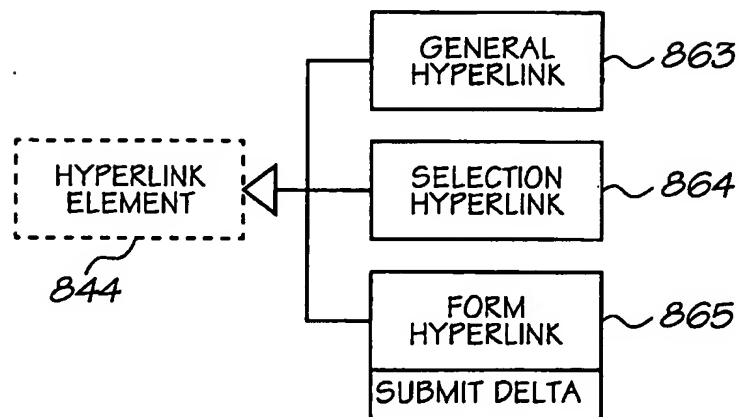 GENERAL
HYPERLINK
863
HYPERLINK
ELEMENT
844
SELECTION
HYPERLINK
864
FORM
HYPERLINK
865
SUBMIT DELTA